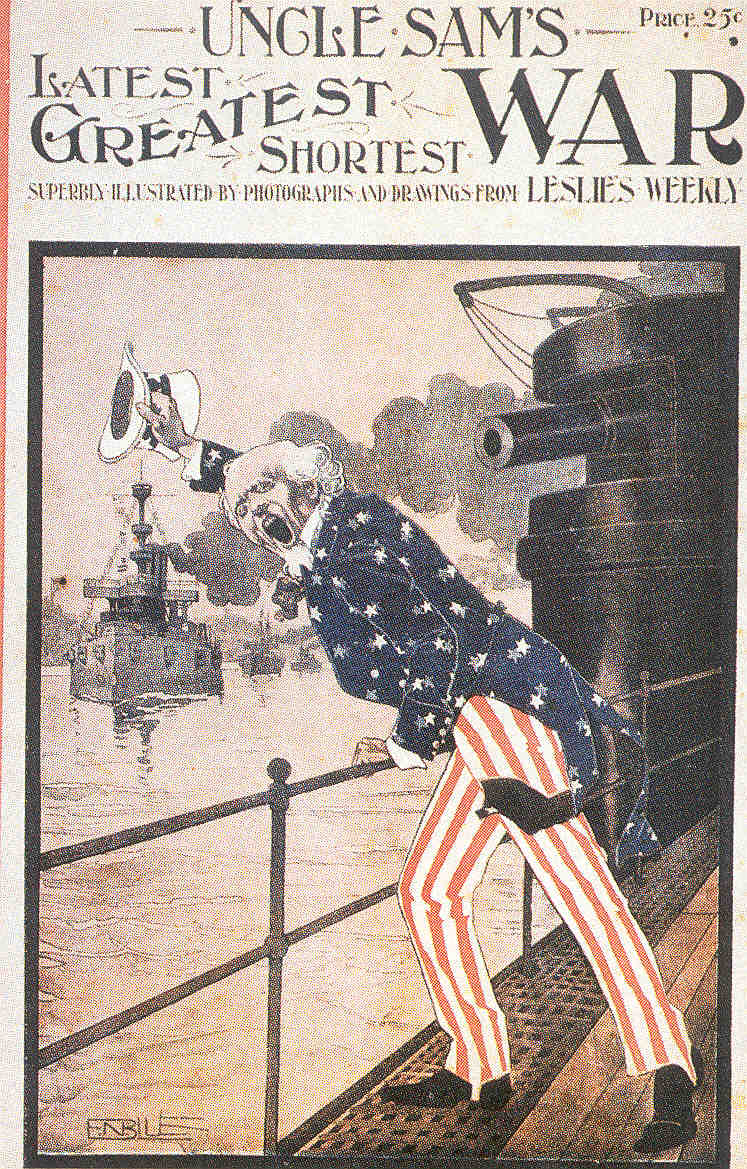 UNCLE SAM'S
PRICE, 25¢
LATEST
GREATEST
SHORTEST
WAR
SUPERBLY ILLUSTRATED BY PHOTOGRAPHS AND DRAWINGS FROM LESLIE'S WEEKLY